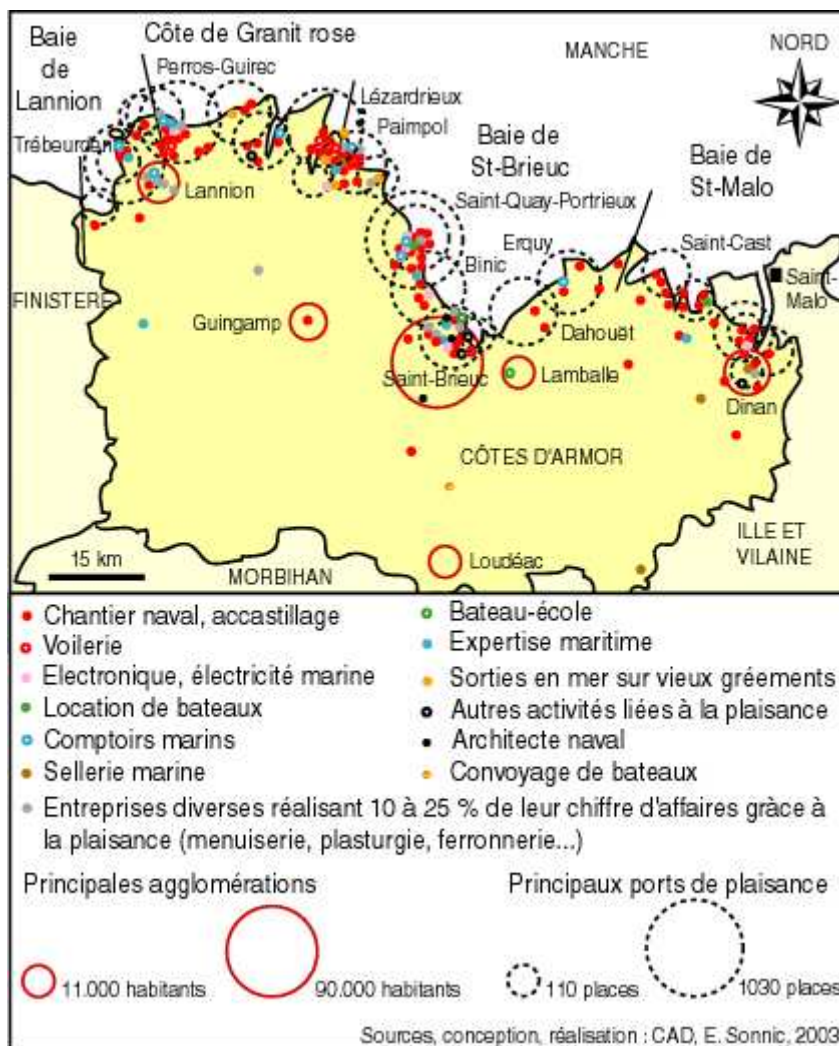 Baie
de
Lannion
Côte de Granit rose
Perros-Guirec
MANCHE
NORD
Lézardrieux
Paimpol
Trébeurden
Baie de
St-Brieuc
Baie de
St-Malo
Saint-Quay-Portrieux
Lannion
Erquy
Saint-Cast
Binic
Saint-
Malo
FINISTERE
Guingamp
Dahouët
Saint-Brieuc
Lamballe
Dinan
CÔTES D'ARMOR
ILLE ET
VILAINE
15 km
Loudéac
MORBIHAN
Chantier naval, accastillage
Voilerie
Electronique, électricité marine
Location de bateaux
Comptoirs marins
Sellerie marine
Bateau-école
Expertise maritime
Sorties en mer sur vieux gréements
Autres activités liées à la plaisance
Architecte naval
Convoyage de bateaux
Entreprises diverses réalisant 10 à 25 % de leur chiffre d'affaires gràce à
la plaisance (menuiserie, plasturgie, ferronnerie...)
Principales agglomérations
11.000 habitants
90.000 habitants
Principaux ports de plaisance
110 places
1030 places
Sources, conception, réalisation : CAD, E. Sonnic, 2003